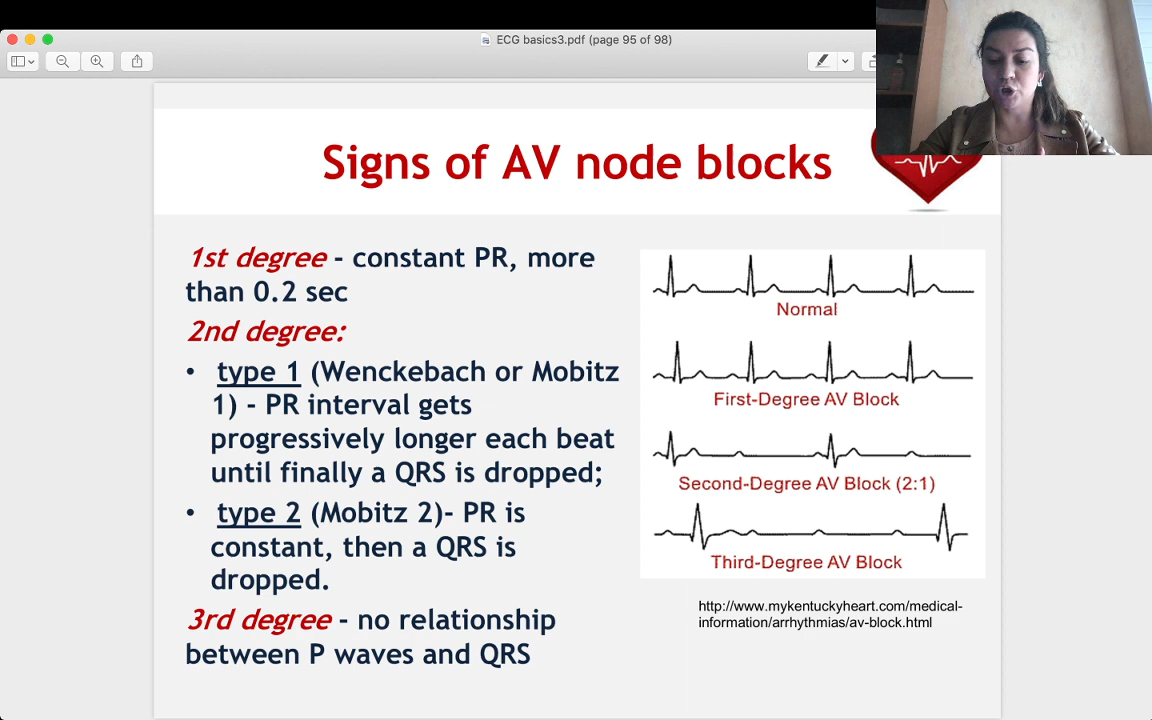 ECG basics3.pdf (page 95 of 98)
Signs of AV node blocks
1st degree - constant PR, more
than 0.2 sec
2nd degree:
• type 1 (Wenckebach or Mobitz
1) - PR interval gets
progressively longer each beat
until finally a QRS is dropped;
• type 2 (Mobitz 2)- PR is
constant, then a QRS is
dropped.
3rd degree - no relationship
between P waves and QRS
Normal
First-Degree AV Block
Second-Degree AV Block (2:1)
Third-Degree AV Block
http://www.mykentuckyheart.com/medical-
information/arrhythmias/av-block.html